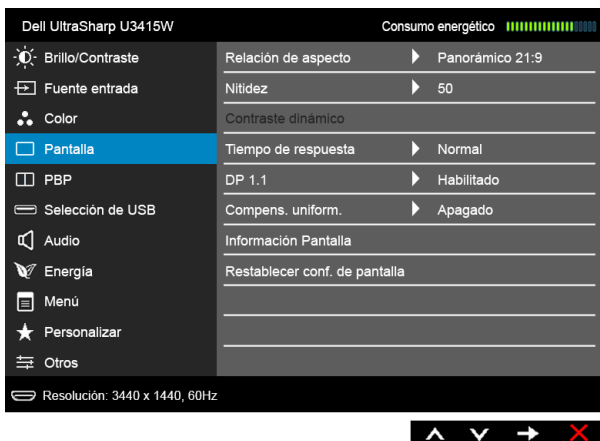 Dell UltraSharp U3415W Consumo energético
Brillo/Contraste Relación de aspecto Panorámico 21:9
Fuente entrada Nitidez 50
Color Contraste dinámico
Pantalla Tiempo de respuesta Normal
PBP DP 1.1 Habilitado
Selección de USB Compens. uniform. Apagado
Audio Información Pantalla
Energía Restablecer conf. de pantalla
Menú
Personalizar
Otros
Resolución: 3440 x 1440, 60Hz